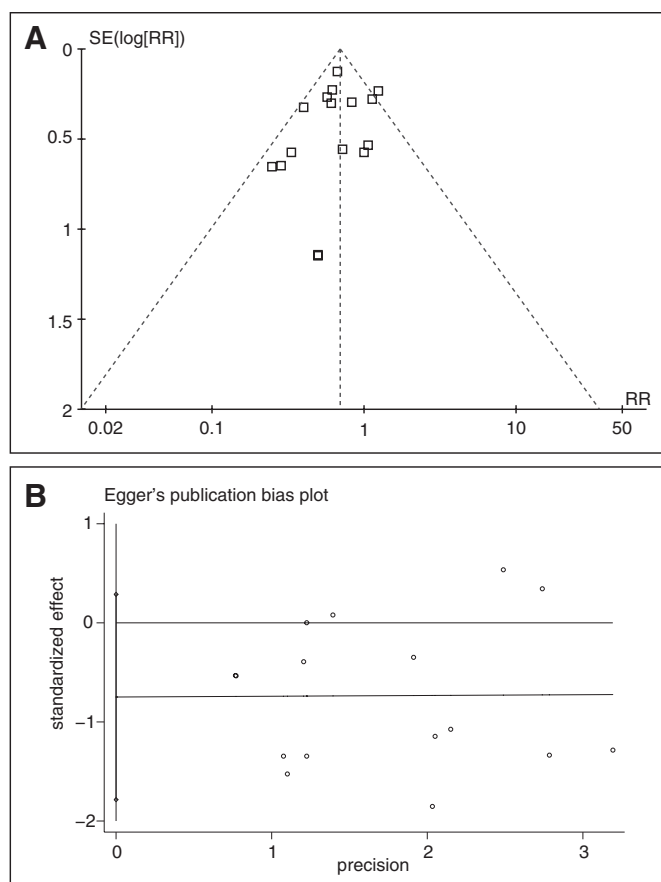 A
SE(log[RR])
0
0.5
1
1.5
2
RR
0.02 0.1 1 10 50
B
Egger’s publication bias plot
1
0
−1
−2
standardized effect
0 1 2 3
precision